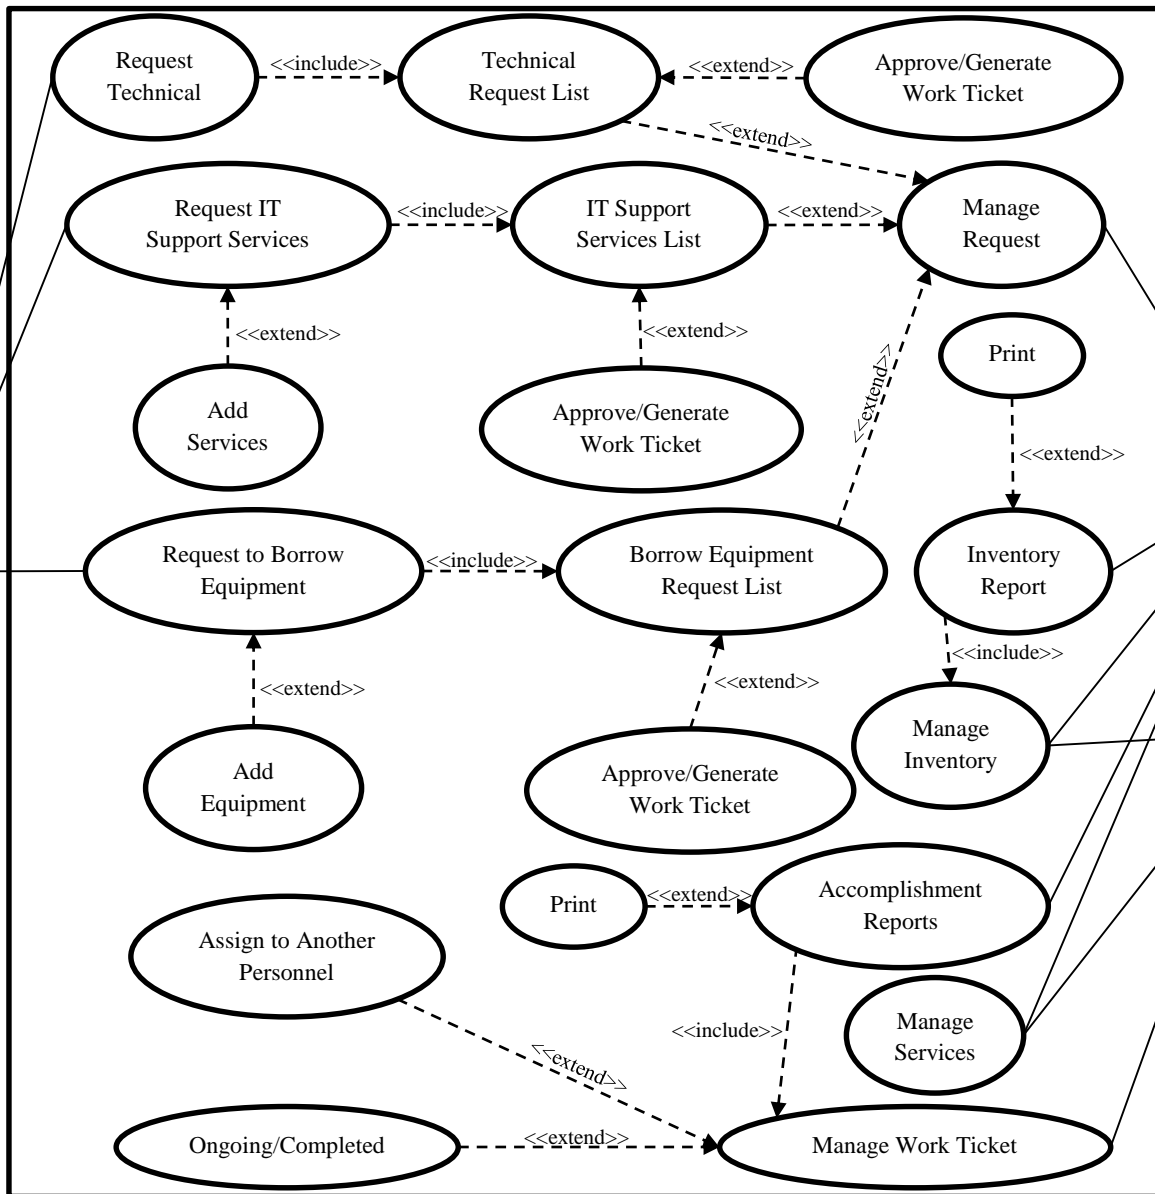 Request
Technical
<<include>>
Technical
Request List
<<extend>>
Approve/Generate
Work Ticket
<<extend>>
Request IT
Support Services
<<include>>
IT Support
Services List
<<extend>>
Manage
Request
<<extend>>
<<extend>>
<<extend>>
Print
Add
Services
Approve/Generate
Work Ticket
<<extend>>
Request to Borrow
Equipment
<<include>>
Borrow Equipment
Request List
Inventory
Report
<<extend>>
<<extend>>
<<include>>
Add
Equipment
Approve/Generate
Work Ticket
Manage
Inventory
Print
<<extend>>
Accomplishment
Reports
Assign to Another
Personnel
<<include>>
Manage
Services
<<extend>>
Ongoing/Completed
<<extend>>
Manage Work Ticket